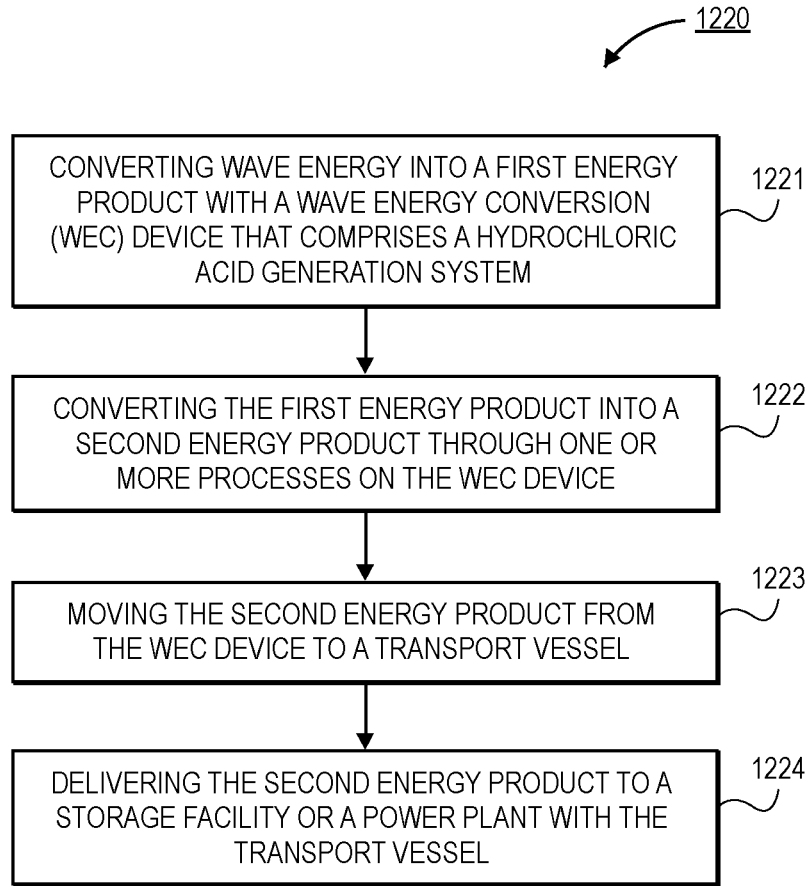 1220
CONVERTING WAVE ENERGY INTO A FIRST ENERGY
PRODUCT WITH A WAVE ENERGY CONVERSION
(WEC) DEVICE THAT COMPRISES A HYDROCHLORIC
ACID GENERATION SYSTEM
1221
CONVERTING THE FIRST ENERGY PRODUCT INTO A
SECOND ENERGY PRODUCT THROUGH ONE OR
MORE PROCESSES ON THE WEC DEVICE
1222
MOVING THE SECOND ENERGY PRODUCT FROM
THE WEC DEVICE TO A TRANSPORT VESSEL
1223
DELIVERING THE SECOND ENERGY PRODUCT TO A
STORAGE FACILITY OR A POWER PLANT WITH THE
TRANSPORT VESSEL
1224